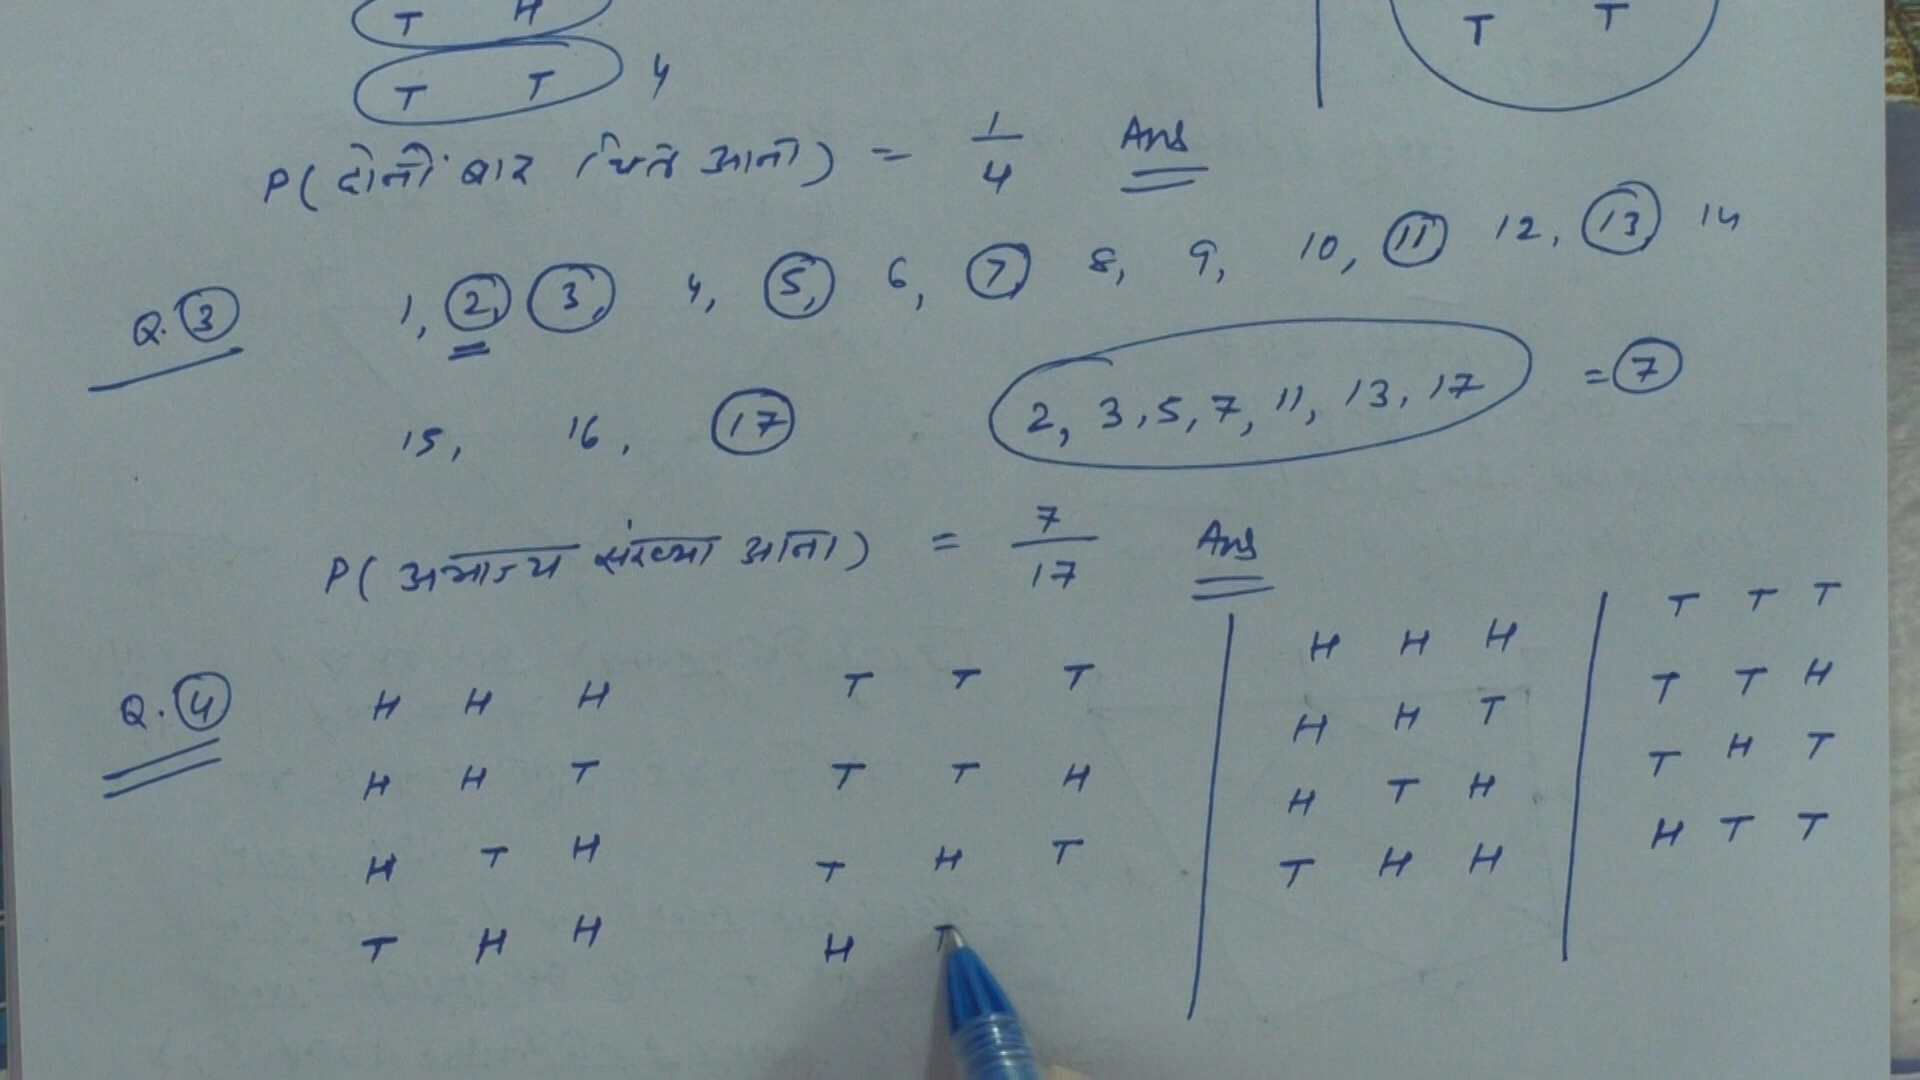 T H
T T 4
T T
P( दोनों बार चित आना) = 1/4 Ans
Q. 3 1, 2, 3, 4, 5, 6, 7, 8, 9, 10, 11, 12, 13 14
15, 16, 17 2, 3, 5, 7, 11, 13, 17 = 7
P( अभाज्य संख्या आना) = 7/17 Ans
Q. 4
H H H T T T
H H T T T H
H T H T H T
T H H H T
H H H
H H T
H T H
T H H
T T T
T T H
T H T
H T T